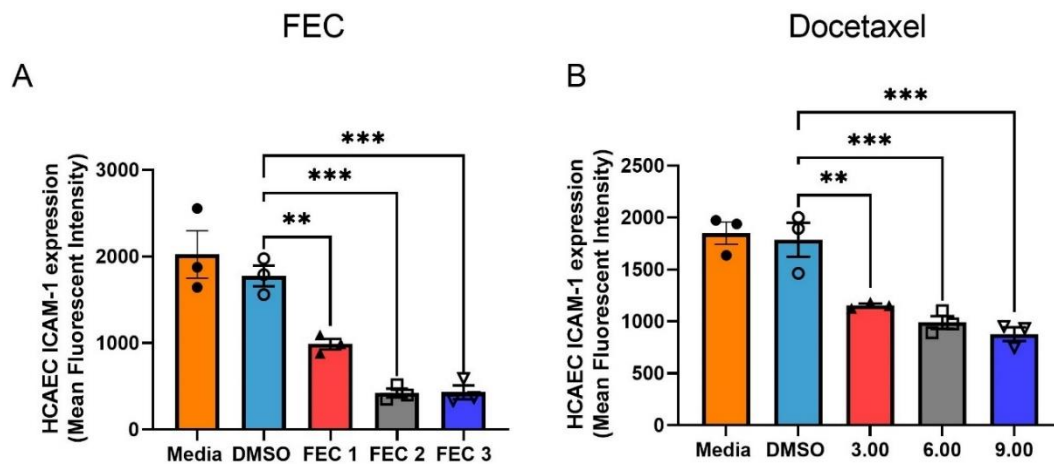 FEC
Docetaxel
A
B
HCAEC ICAM-1 expression
(Mean Fluorescent Intensity)
3000
2000
1000
0
***
***
**
Media DMSO FEC 1 FEC 2 FEC 3
HCAEC ICAM-1 expression
(Mean Fluorescent Intensity)
2500
2000
1500
1000
500
0
***
***
**
Media DMSO 3.00 6.00 9.00